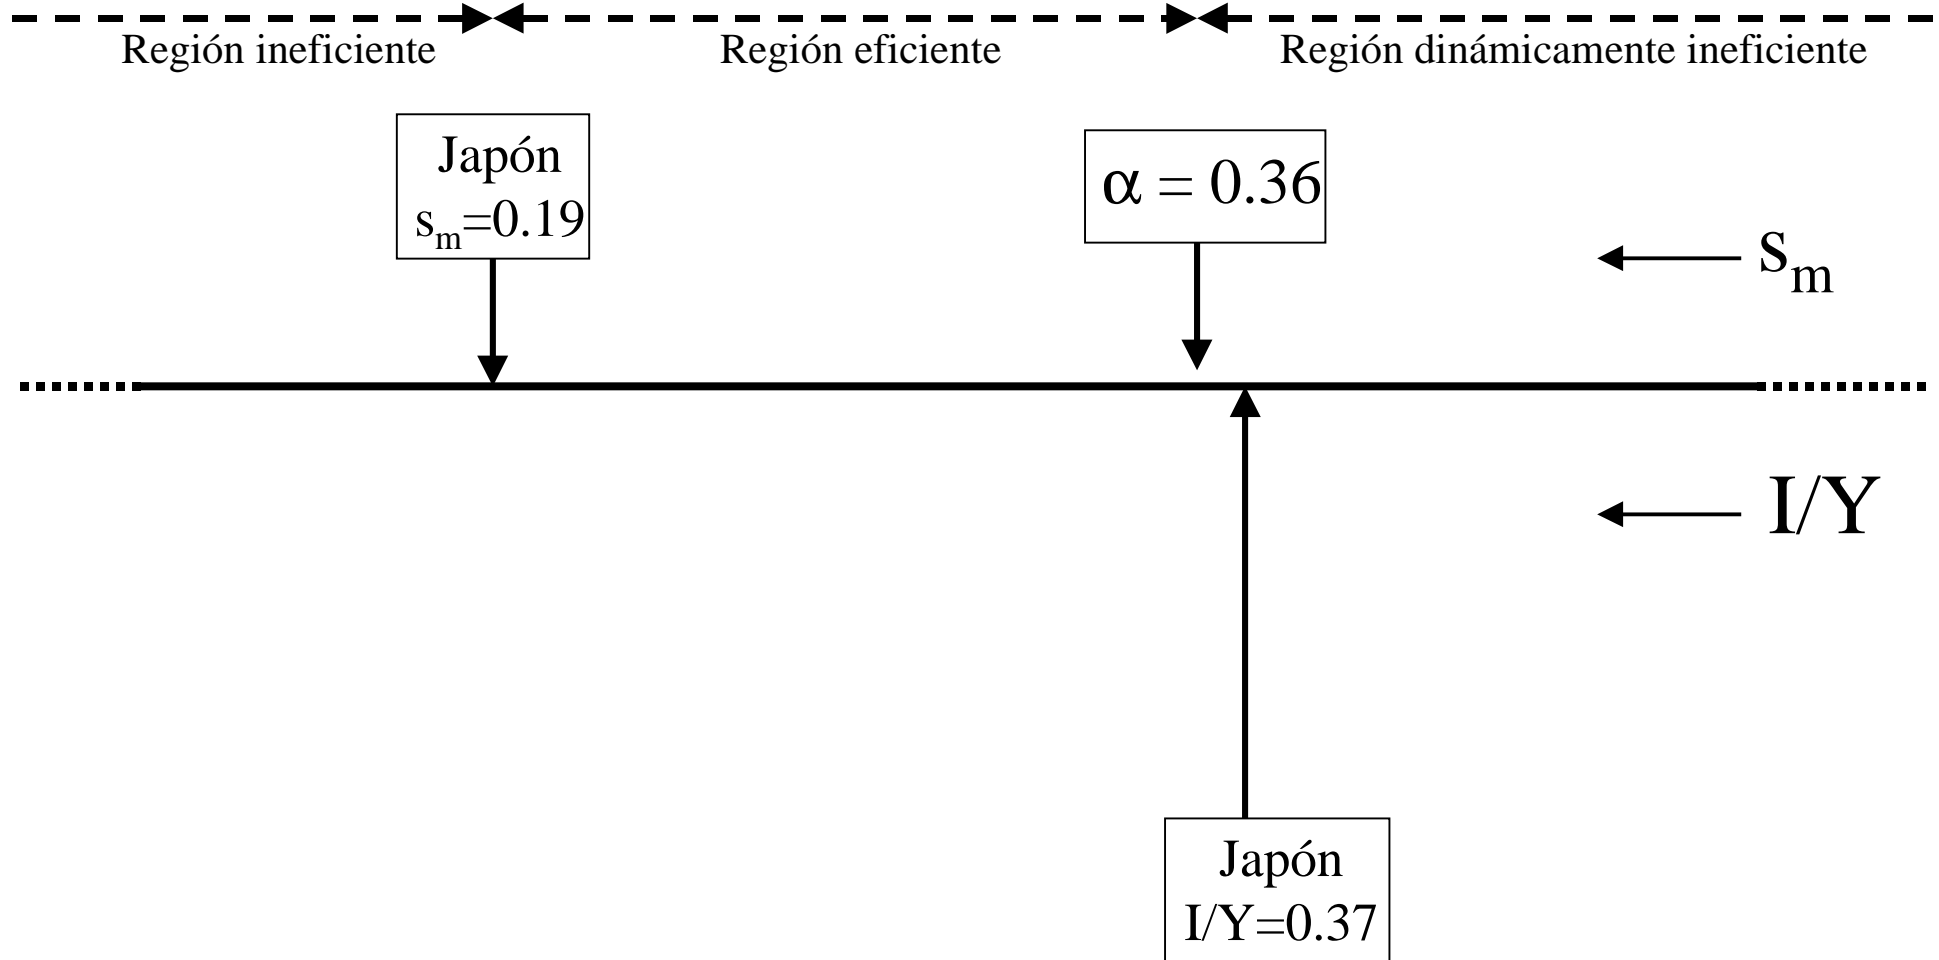 Región ineficiente
Región eficiente
Región dinámicamente ineficiente
Japón
sₘ=0.19
α = 0.36
sₘ
I/Y
Japón
I/Y=0.37